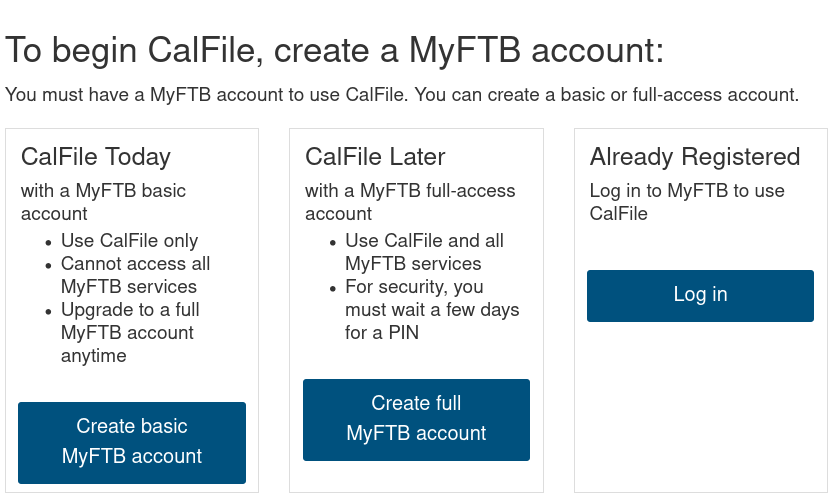 To begin CalFile, create a MyFTB account:
You must have a MyFTB account to use CalFile. You can create a basic or full-access account.
CalFile Today
with a MyFTB basic
account
• Use CalFile only
• Cannot access all
MyFTB services
• Upgrade to a full
MyFTB account
anytime
Create basic
MyFTB account
CalFile Later
with a MyFTB full-access
account
• Use CalFile and all
MyFTB services
• For security, you
must wait a few days
for a PIN
Create full
MyFTB account
Already Registered
Log in to MyFTB to use
CalFile
Log in